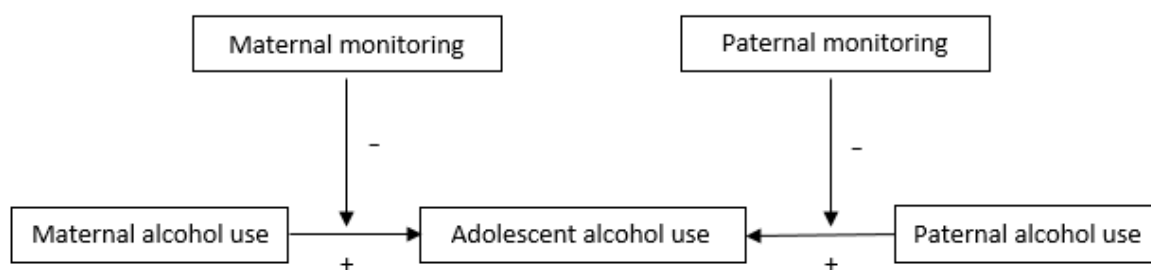 Maternal monitoring
Paternal monitoring
-
-
Maternal alcohol use
Adolescent alcohol use
Paternal alcohol use
+
+